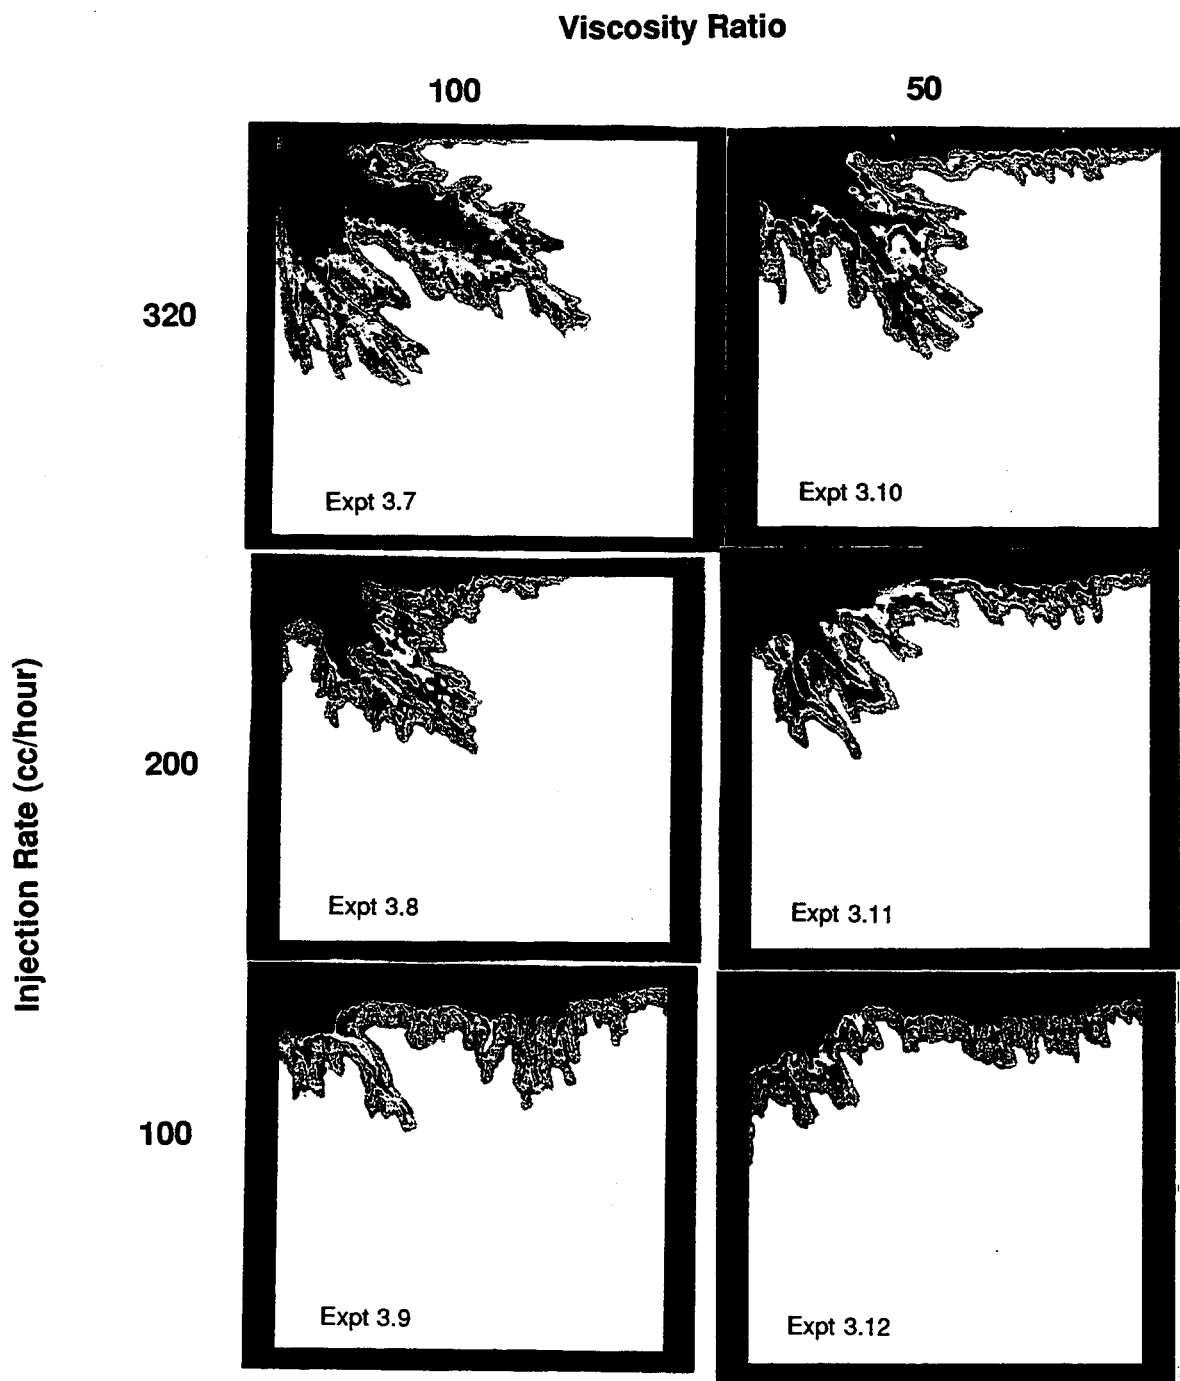 Viscosity Ratio
100
50
Injection Rate (cc/hour)
320
Expt 3.7
Expt 3.10
200
Expt 3.8
Expt 3.11
100
Expt 3.9
Expt 3.12